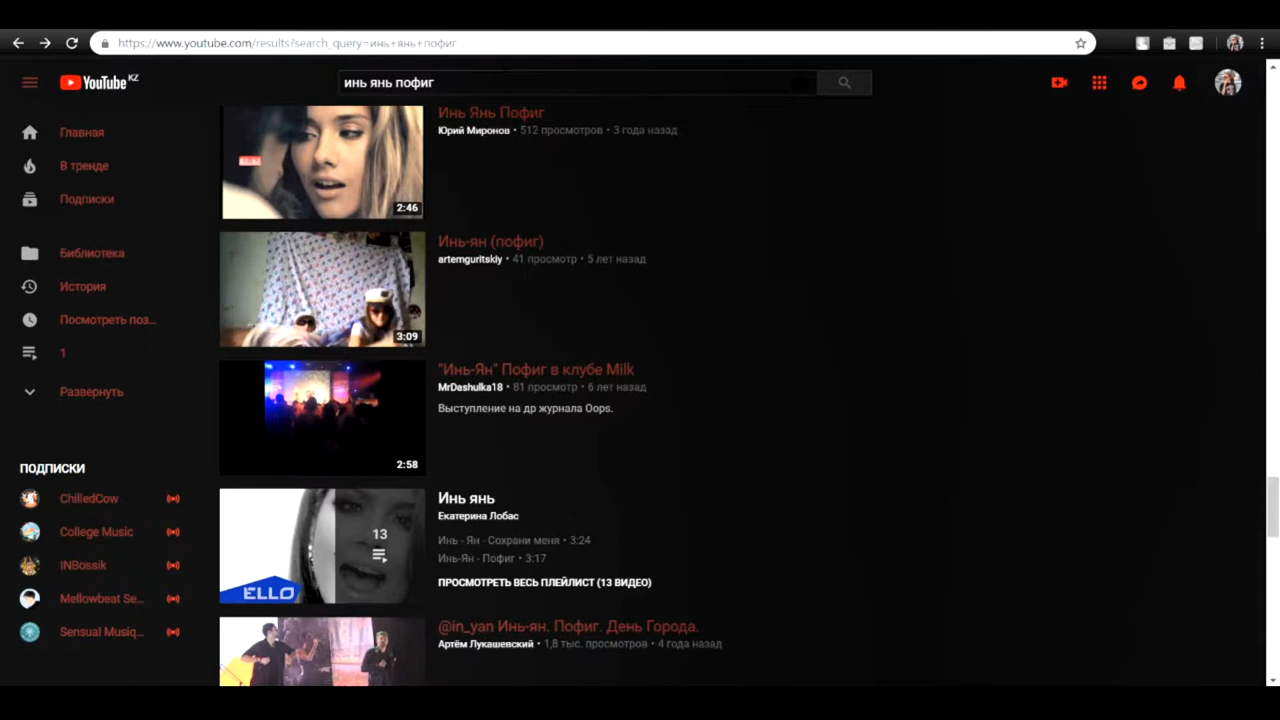 https://www.youtube.com/results?search_query=инь+янь+пофиг
YouTube KZ
инь янь пофиг
Главная
В тренде
Подписки
Библиотека
История
Посмотреть поз...
1
Развернуть
ПОДПИСКИ
ChilledCow
College Music
INBossik
Mellowbeat Se...
Sensual Musiq...
2:46
Инь Янь Пофиг
Юрий Миронов • 512 просмотров • 3 года назад
3:09
Инь-ян (пофиг)
artemguritskiy • 41 просмотр • 5 лет назад
2:58
"Инь-Ян" Пофиг в клубе Milk
MrDashulka18 • 81 просмотр • 6 лет назад
Выступление на др журнала Oops.
13
ELLO
Инь янь
Екатерина Лобас
Инь - Ян - Сохрани меня • 3:24
Инь-Ян - Пофиг • 3:17
ПРОСМОТРЕТЬ ВЕСЬ ПЛЕЙЛИСТ (13 ВИДЕО)
@in_yan Инь-ян. Пофиг. День Города.
Артём Лукашевский • 1,8 тыс. просмотров • 4 года назад